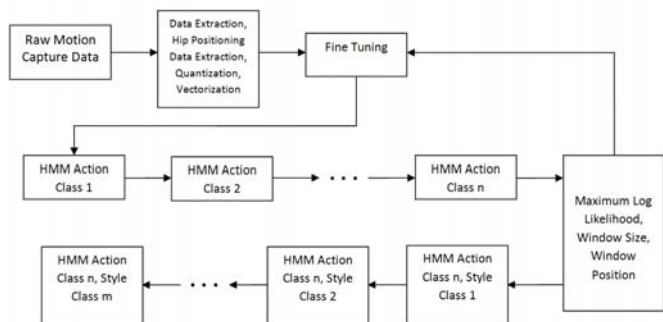 Raw Motion
Capture Data
Data Extraction,
Hip Positioning
Data Extraction,
Quantization,
Vectorization
Fine Tuning
HMM Action
Class 1
HMM Action
Class 2
...
HMM Action
Class n
Maximum Log
Likelihood,
Window Size,
Window
Position
HMM Action
Class n, Style
Class m
...
HMM Action
Class n, Style
Class 2
HMM Action
Class n, Style
Class 1